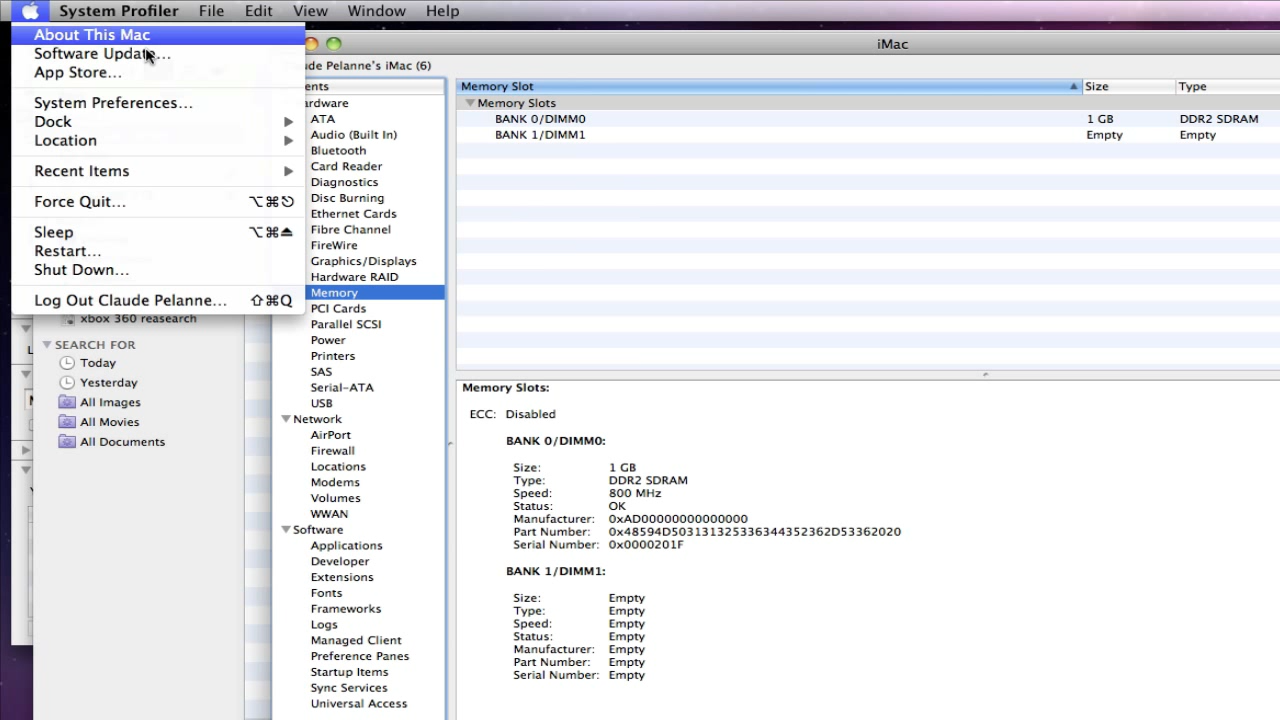 System Profiler File Edit View Window Help
About This Mac
Software Update...
App Store...
System Preferences...
Dock
Location
Recent Items
Force Quit... ⌥⌘⎋
Sleep ⌥⌘⏏
Restart...
Shut Down...
Log Out Claude Pelanne... ⇧⌘Q
xbox 360 reasearch
SEARCH FOR
Today
Yesterday
All Images
All Movies
All Documents
iMac
ude Pelanne's iMac (6)
ents
ardware
ATA
Audio (Built In)
Bluetooth
Card Reader
Diagnostics
Disc Burning
Ethernet Cards
Fibre Channel
FireWire
Graphics/Displays
Hardware RAID
Memory
PCI Cards
Parallel SCSI
Power
Printers
SAS
Serial-ATA
USB
Network
AirPort
Firewall
Locations
Modems
Volumes
WWAN
Software
Applications
Developer
Extensions
Fonts
Frameworks
Logs
Managed Client
Preference Panes
Startup Items
Sync Services
Universal Access
Memory Slot Size Type
Memory Slots
BANK 0/DIMM0 1 GB DDR2 SDRAM
BANK 1/DIMM1 Empty Empty
Memory Slots:
ECC: Disabled
BANK 0/DIMM0:
Size: 1 GB
Type: DDR2 SDRAM
Speed: 800 MHz
Status: OK
Manufacturer: 0xAD00000000000000
Part Number: 0x48594D503131325336344352362D53362020
Serial Number: 0x0000201F
BANK 1/DIMM1:
Size: Empty
Type: Empty
Speed: Empty
Status: Empty
Manufacturer: Empty
Part Number: Empty
Serial Number: Empty